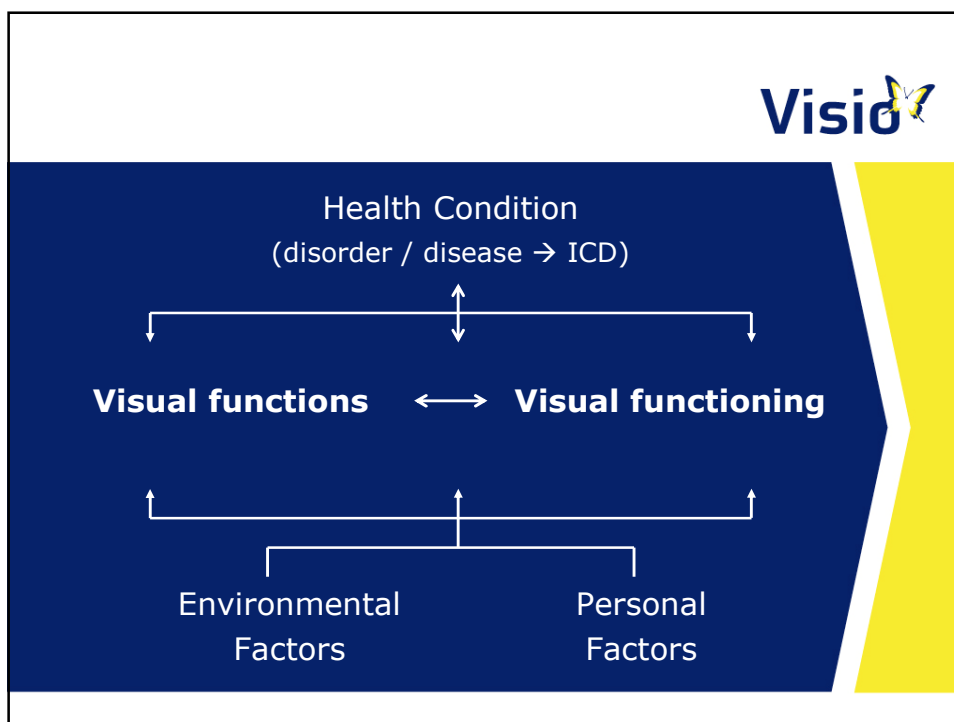 Visio
Health Condition
(disorder / disease → ICD)
Visual functions
Visual functioning
Environmental
Factors
Personal
Factors